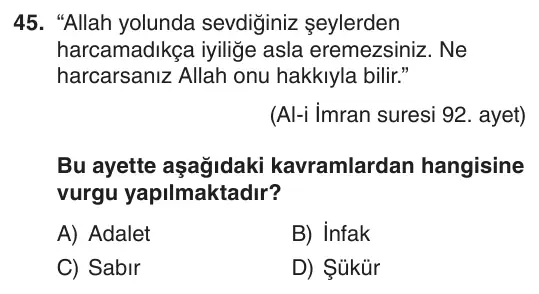 45. “Allah yolunda sevdiğiniz şeylerden
harcamadıkça iyiliğe asla eremezsiniz. Ne
harcarsanız Allah onu hakkıyla bilir.”
(Al-i İmran suresi 92. ayet)
Bu ayette aşağıdaki kavramlardan hangisine
vurgu yapılmaktadır?
A) Adalet B) İnfak
C) Sabır D) Şükür